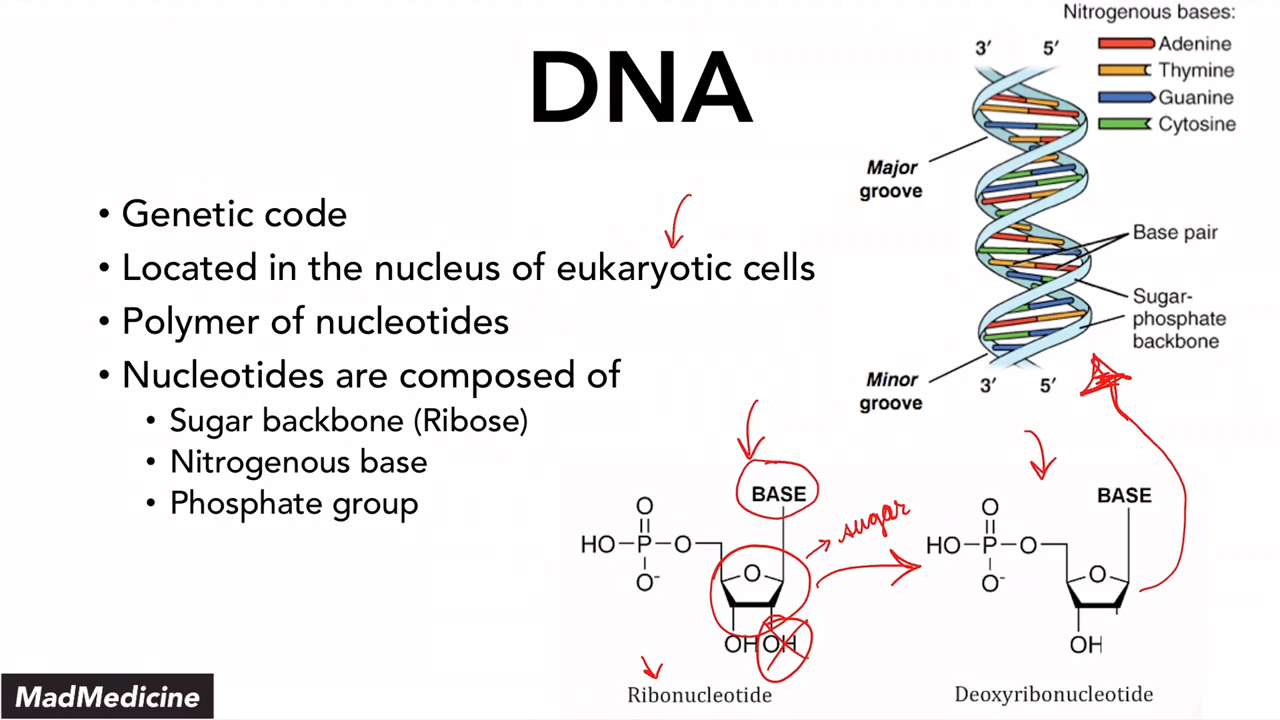 DNA
• Genetic code
• Located in the nucleus of eukaryotic cells
• Polymer of nucleotides
• Nucleotides are composed of
• Sugar backbone (Ribose)
• Nitrogenous base
• Phosphate group
Nitrogenous bases:
Adenine
Thymine
Guanine
Cytosine
3′ 5′
Major
groove
Base pair
Sugar-
phosphate
backbone
Minor
groove
3′ 5′
BASE
O
HO P O
O-
O
OH OH
Ribonucleotide
sugar
BASE
O
HO P O
O-
O
OH
Deoxyribonucleotide
MadMedicine